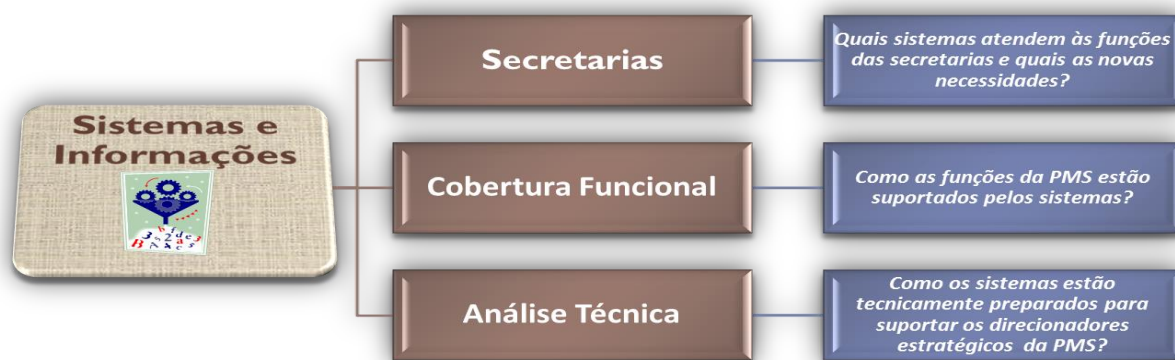 Sistemas e
Informações
Secretarias
Quais sistemas atendem às funções
das secretarias e quais as novas
necessidades?
Cobertura Funcional
Como as funções da PMS estão
suportados pelos sistemas?
Análise Técnica
Como os sistemas estão
tecnicamente preparados para
suportar os direcionadores
estratégicos da PMS?